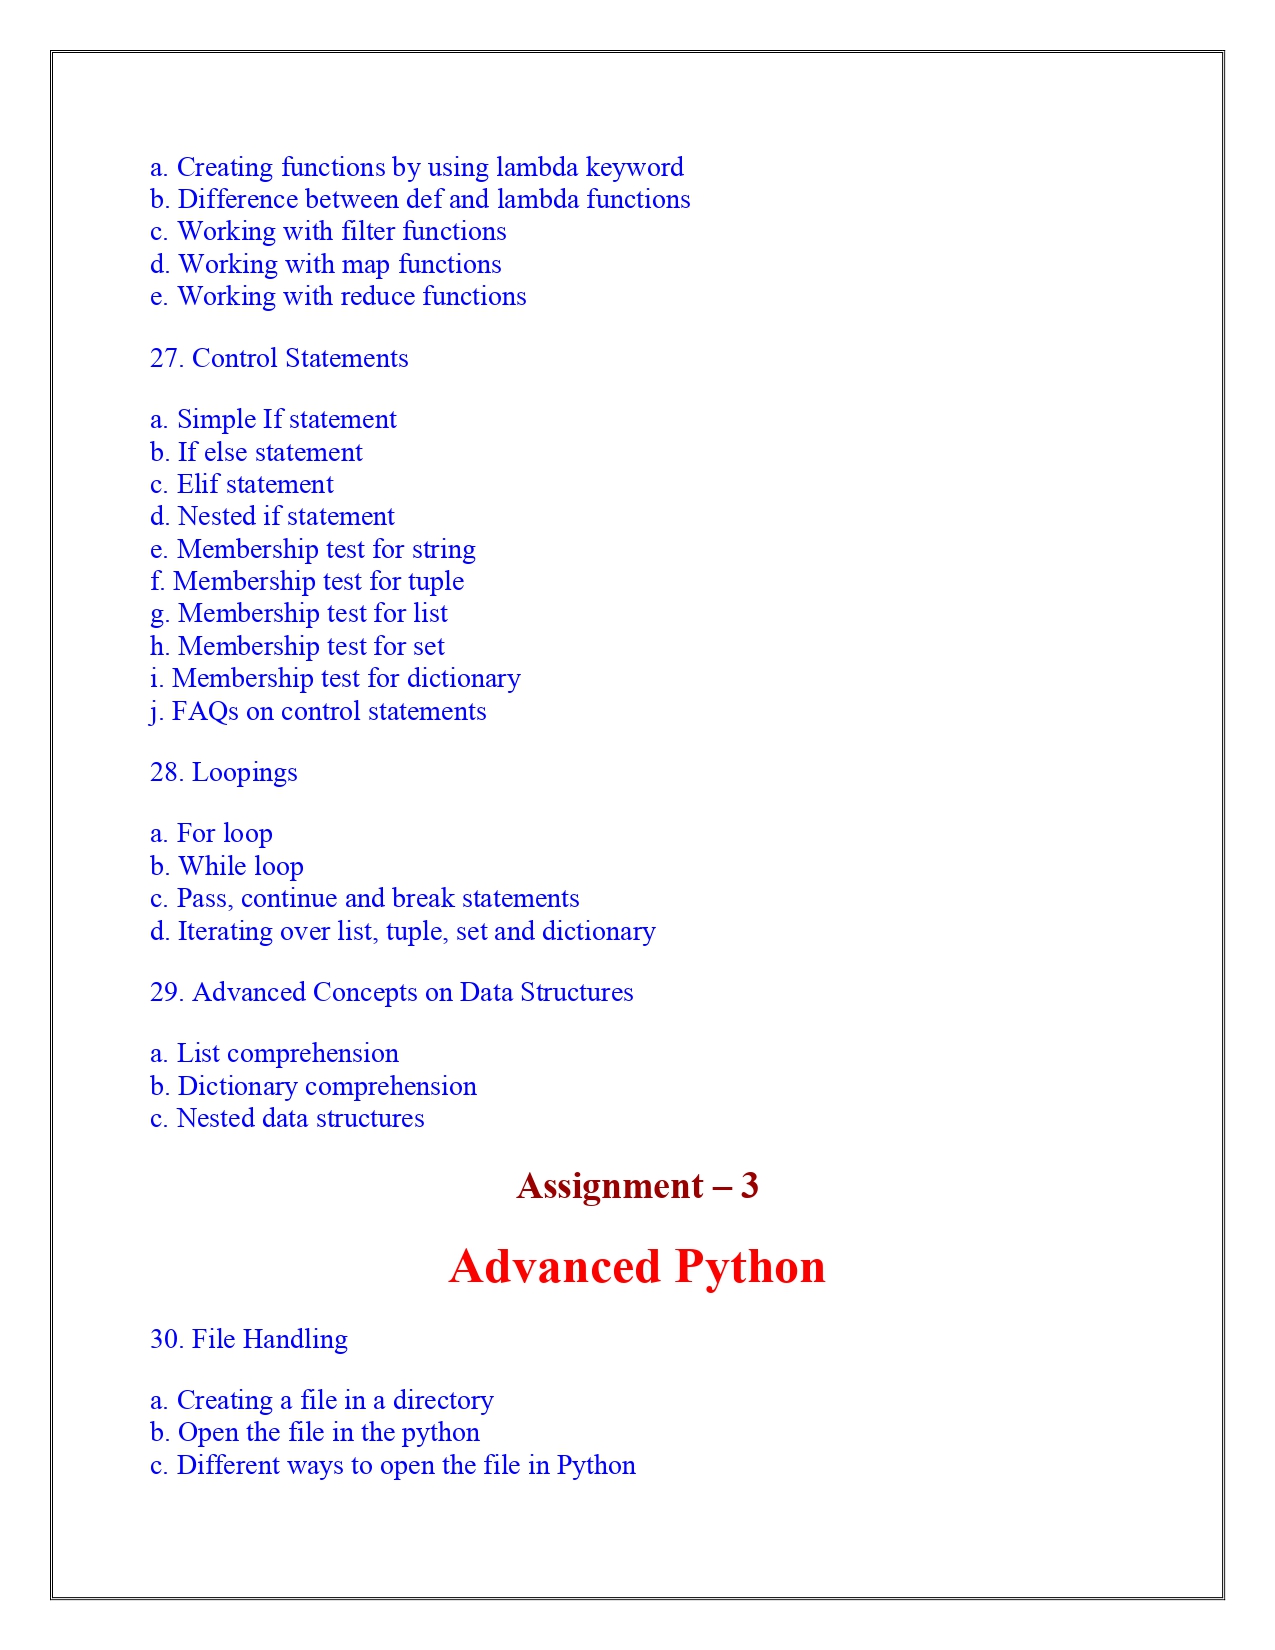 a. Creating functions by using lambda keyword
b. Difference between def and lambda functions
c. Working with filter functions
d. Working with map functions
e. Working with reduce functions
27. Control Statements
a. Simple If statement
b. If else statement
c. Elif statement
d. Nested if statement
e. Membership test for string
f. Membership test for tuple
g. Membership test for list
h. Membership test for set
i. Membership test for dictionary
j. FAQs on control statements
28. Loopings
a. For loop
b. While loop
c. Pass, continue and break statements
d. Iterating over list, tuple, set and dictionary
29. Advanced Concepts on Data Structures
a. List comprehension
b. Dictionary comprehension
c. Nested data structures
Assignment – 3
Advanced Python
30. File Handling
a. Creating a file in a directory
b. Open the file in the python
c. Different ways to open the file in Python